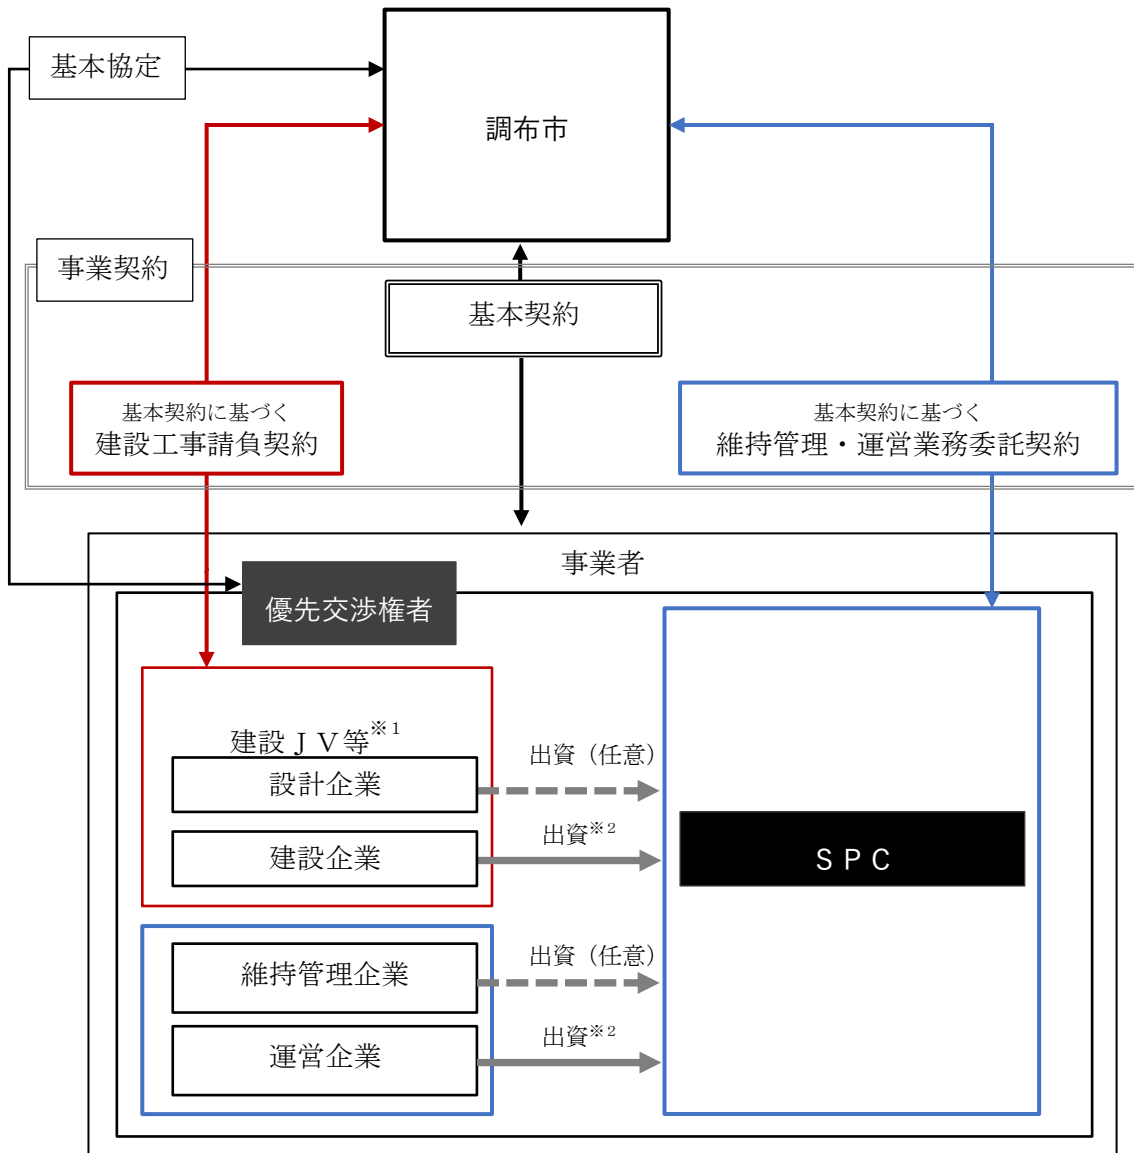 基本協定
調布市
事業契約
基本契約
基本契約に基づく
建設工事請負契約
基本契約に基づく
維持管理・運営業務委託契約
事業者
優先交渉権者
建設ＪＶ等※１
設計企業
出資（任意）
建設企業
出資※２
ＳＰＣ
維持管理企業
出資（任意）
運営企業
出資※２